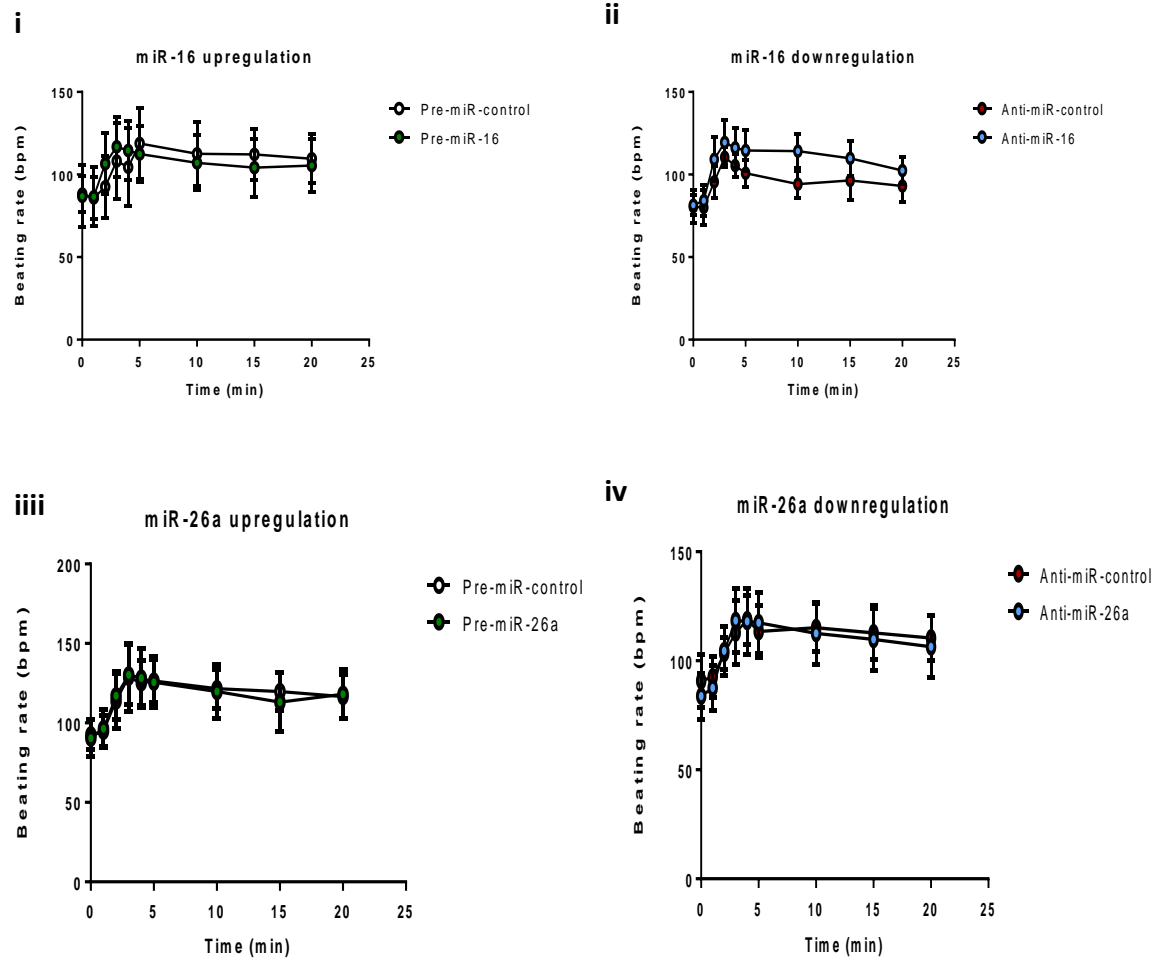 i
miR-16 upregulation
150
100
50
0
Beating rate (bpm)
0 5 10 15 20 25
Time (min)
Pre-miR-control
Pre-miR-16
ii
miR-16 downregulation
150
100
50
0
Beating rate (bpm)
0 5 10 15 20 25
Time (min)
Anti-miR-control
Anti-miR-16
iiii
miR-26a upregulation
200
150
100
50
0
Beating rate (bpm)
0 5 10 15 20 25
Time (min)
Pre-miR-control
Pre-miR-26a
iv
miR-26a downregulation
150
100
50
0
Beating rate (bpm)
0 5 10 15 20 25
Time (min)
Anti-miR-control
Anti-miR-26a